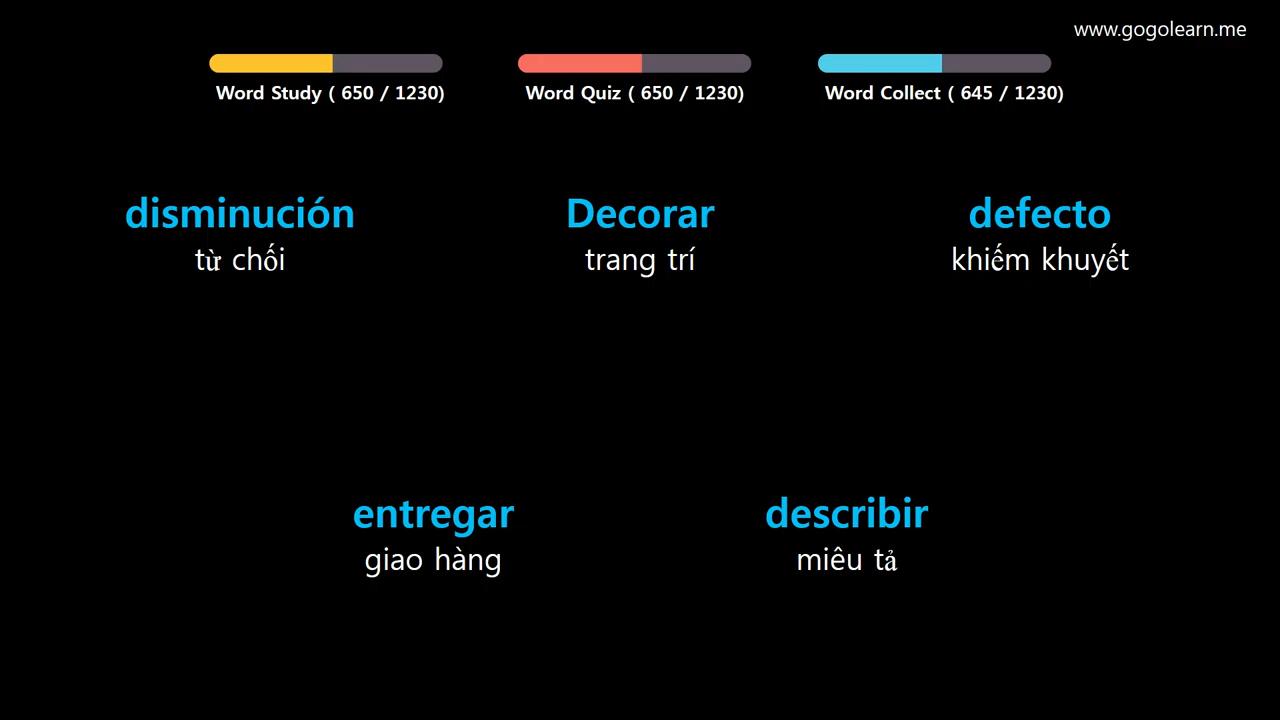 www.gogolearn.me
Word Study ( 650 / 1230)
Word Quiz ( 650 / 1230)
Word Collect ( 645 / 1230)
disminución
từ chối
Decorar
trang trí
defecto
khiếm khuyết
entregar
giao hàng
describir
miêu tả